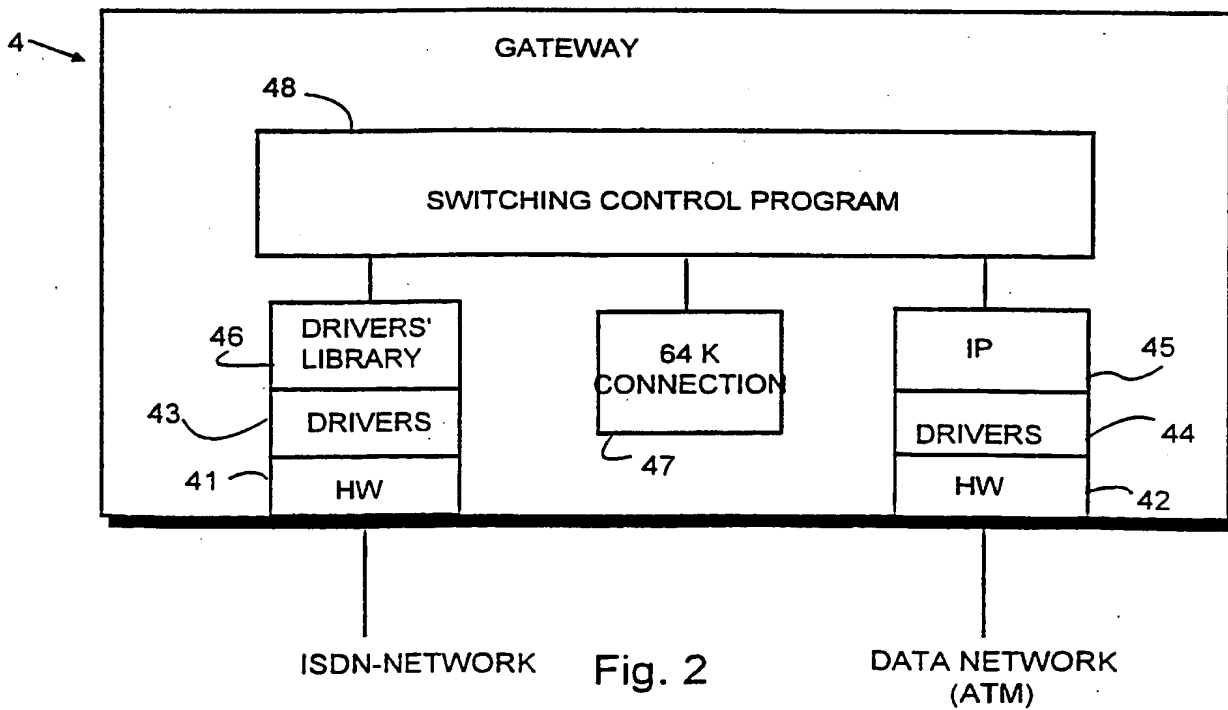 4
GATEWAY
48
SWITCHING CONTROL PROGRAM
46
DRIVERS'
LIBRARY
64 K
CONNECTION
IP
45
43
DRIVERS
DRIVERS
44
41
HW
47
HW
42
ISDN-NETWORK
Fig. 2
DATA NETWORK
(ATM)